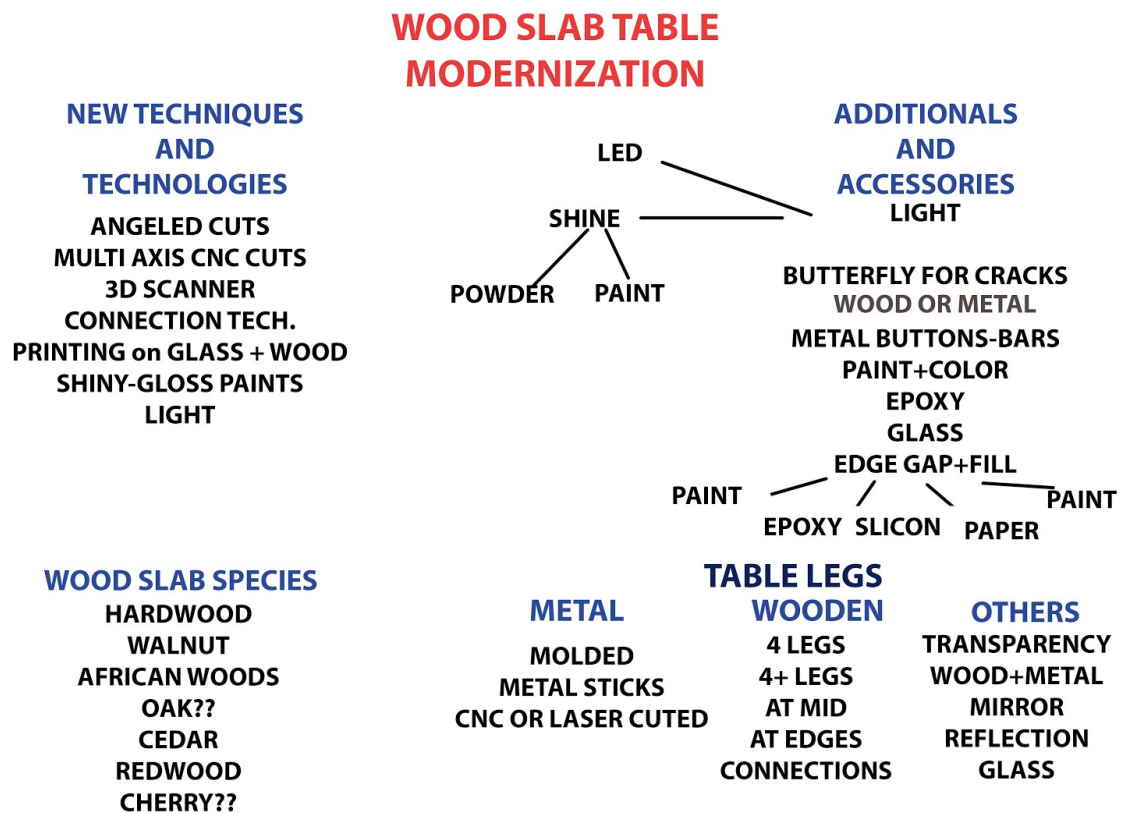 WOOD SLAB TABLE
MODERNIZATION
NEW TECHNIQUES
AND
TECHNOLOGIES
ANGELED CUTS
MULTI AXIS CNC CUTS
3D SCANNER
CONNECTION TECH.
PRINTING on GLASS + WOOD
SHINY-GLOSS PAINTS
LIGHT
LED
SHINE
POWDER
PAINT
ADDITIONALS
AND
ACCESSORIES
LIGHT
BUTTERFLY FOR CRACKS
WOOD OR METAL
METAL BUTTONS-BARS
PAINT+COLOR
EPOXY
GLASS
EDGE GAP+FILL
PAINT
EPOXY
SLICON
PAPER
PAINT
WOOD SLAB SPECIES
HARDWOOD
WALNUT
AFRICAN WOODS
OAK??
CEDAR
REDWOOD
CHERRY??
TABLE LEGS
METAL
MOLDED
METAL STICKS
CNC OR LASER CUTED
WOODEN
4 LEGS
4+ LEGS
AT MID
AT EDGES
CONNECTIONS
OTHERS
TRANSPARENCY
WOOD+METAL
MIRROR
REFLECTION
GLASS